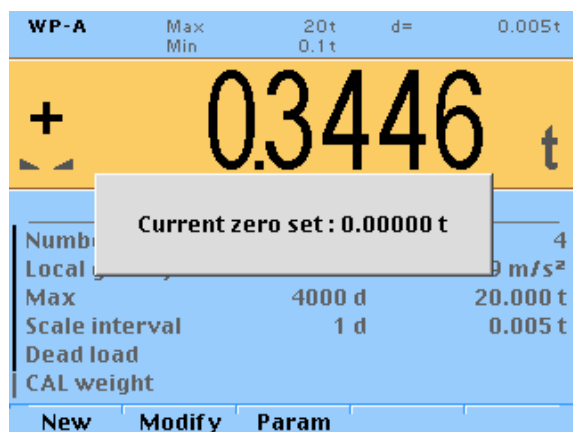 WP-A Max 20t d= 0.005t
Min 0.1t
+ 0.3446 t
Current zero set: 0.00000 t
4
Local
9 m/s²
Max 4000 d 20.000 t
Scale interval 1 d 0.005 t
Dead load
CAL weight
New Modify Param